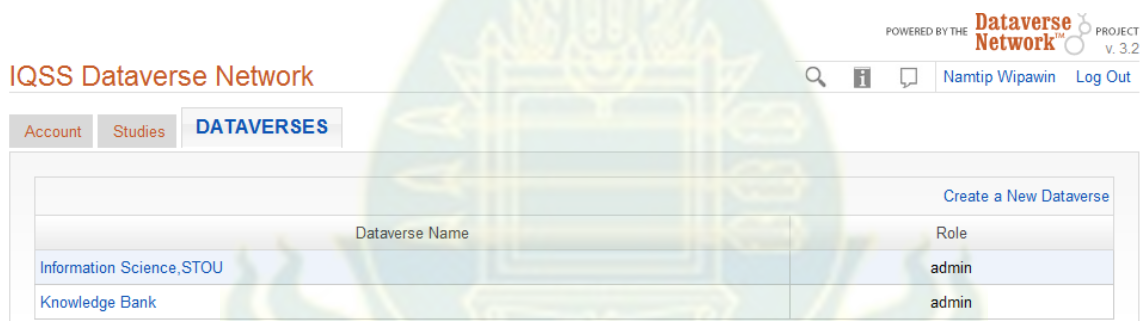 POWERED BY THE Dataverse Network™ PROJECT v. 3.2
IQSS Dataverse Network
Namtip Wipawin Log Out
Account Studies DATAVERSES
Create a New Dataverse
Dataverse Name Role
Information Science,STOU admin
Knowledge Bank admin